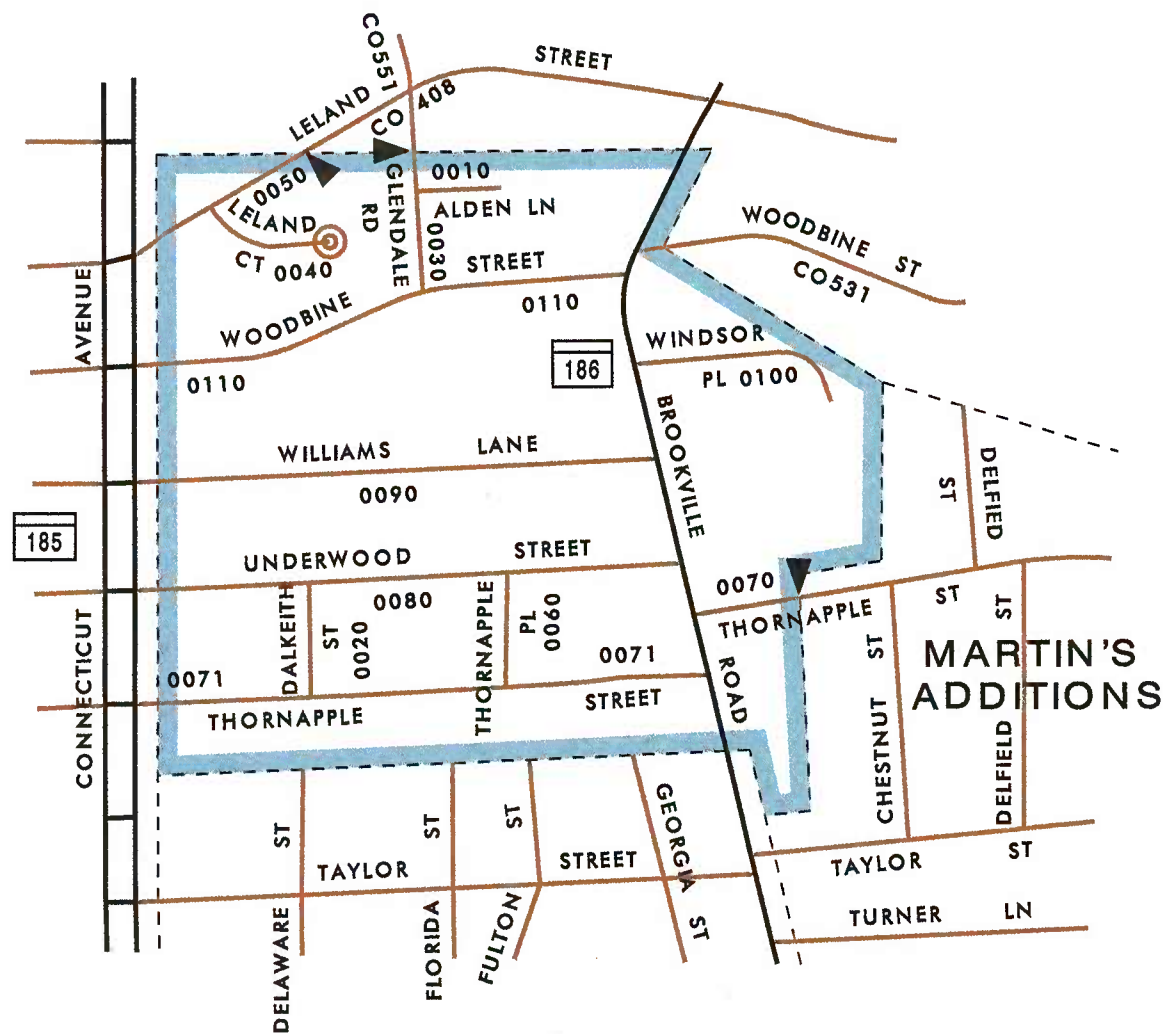 STREET
CO551
CO 408
LELAND
0050
0010
GLENDALE
RD
ALDEN LN
LELAND
CT 0040
0030
STREET
WOODBINE ST
CO531
AVENUE
WOODBINE
0110
0110
WINDSOR
PL 0100
186
BROOKVILLE
WILLIAMS LANE
0090
DELFIED
ST
185
UNDERWOOD STREET
0080
DALKEITH
ST
0020
THORNAPPLE
PL
0060
0070
THORNAPPLE ST
CONNECTICUT
0071
0071
THORNAPPLE STREET
ROAD
CHESTNUT ST
DELFIELD ST
MARTIN'S
ADDITIONS
DELAWARE ST
FLORIDA ST
FULTON ST
GEORGIA ST
TAYLOR STREET
TAYLOR ST
TURNER LN